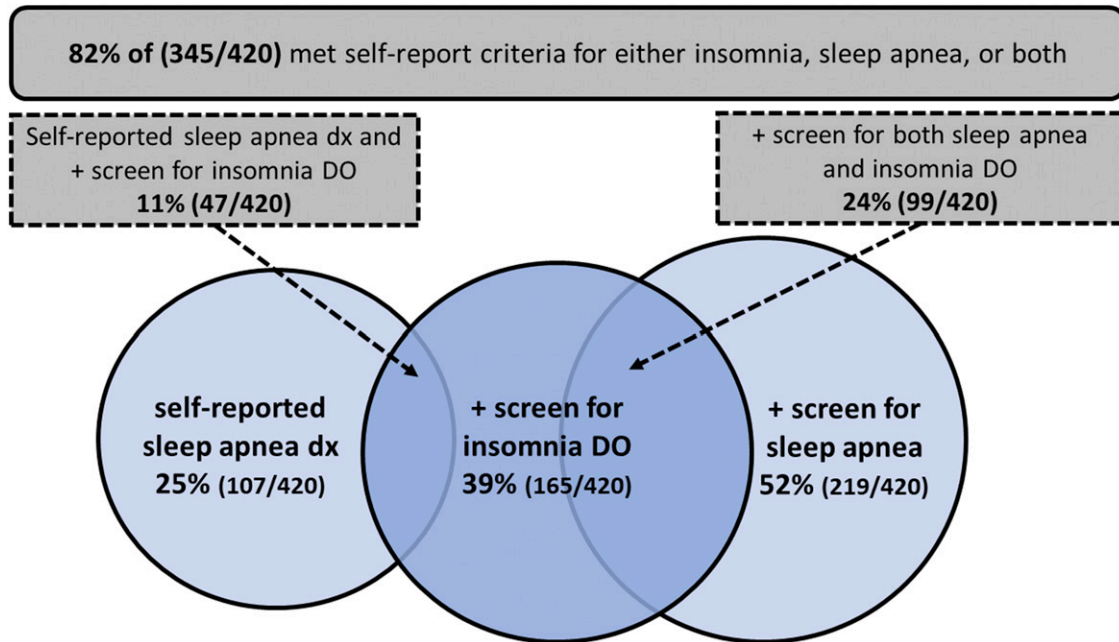 82% of (345/420) met self-report criteria for either insomnia, sleep apnea, or both
Self-reported sleep apnea dx and
+ screen for insomnia DO
11% (47/420)
+ screen for both sleep apnea
and insomnia DO
24% (99/420)
self-reported
sleep apnea dx
25% (107/420)
+ screen for
insomnia DO
39% (165/420)
+ screen for
sleep apnea
52% (219/420)